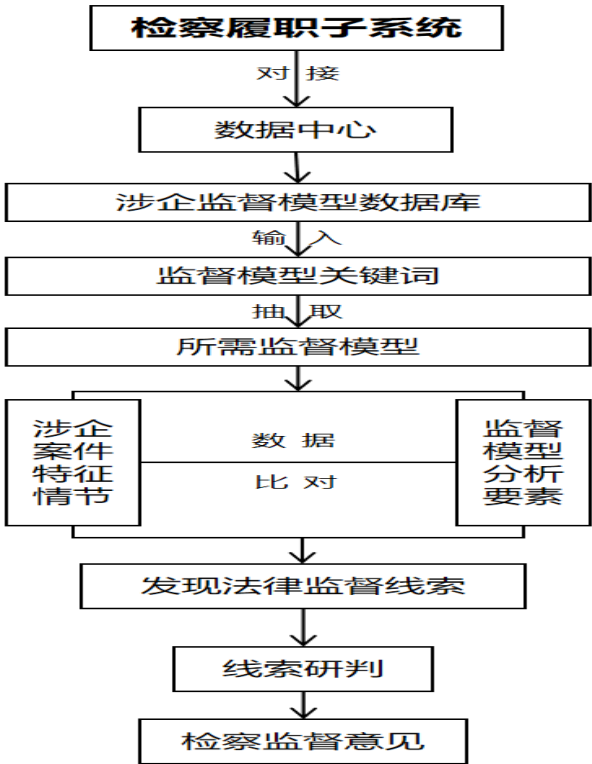 检察履职子系统
对 接
数据中心
涉企监督模型数据库
输 入
监督模型关键词
抽 取
所需监督模型
涉企
案件
特征
情节
数 据
比 对
监督
模型
分析
要素
发现法律监督线索
线索研判
检察监督意见